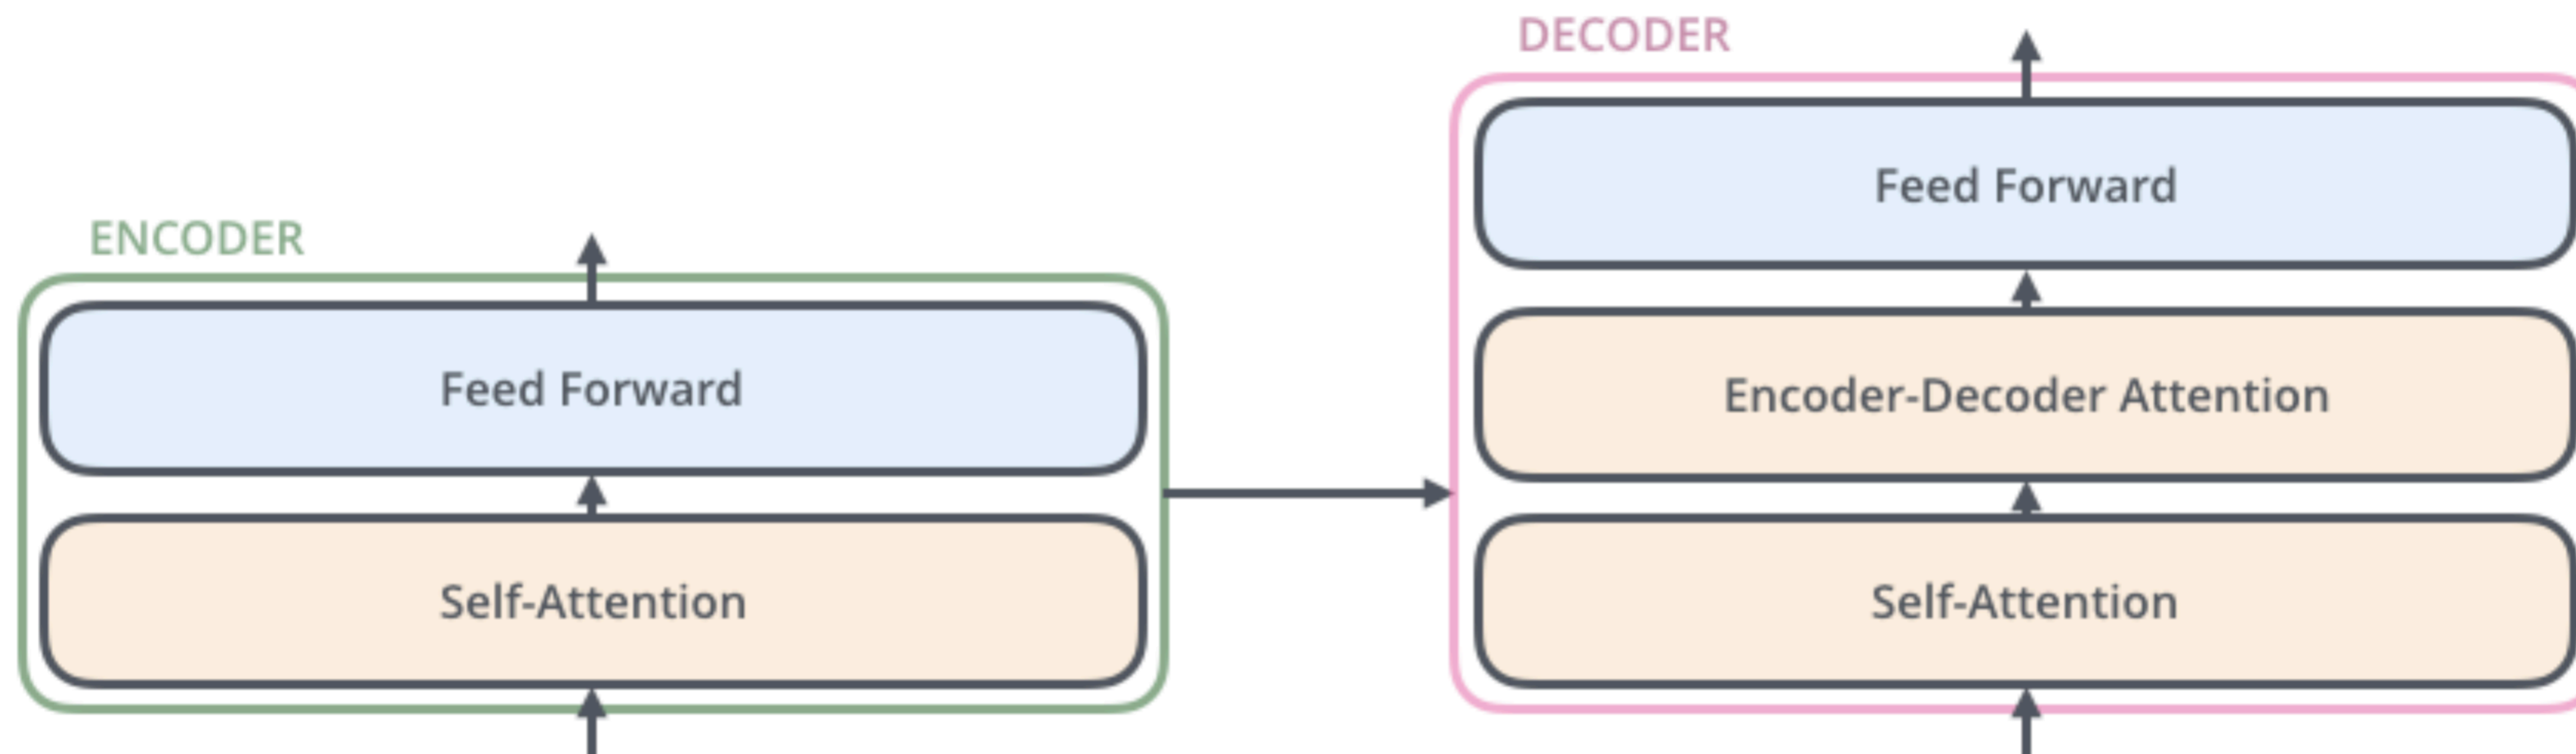 ENCODER
Feed Forward
Self-Attention
DECODER
Feed Forward
Encoder-Decoder Attention
Self-Attention